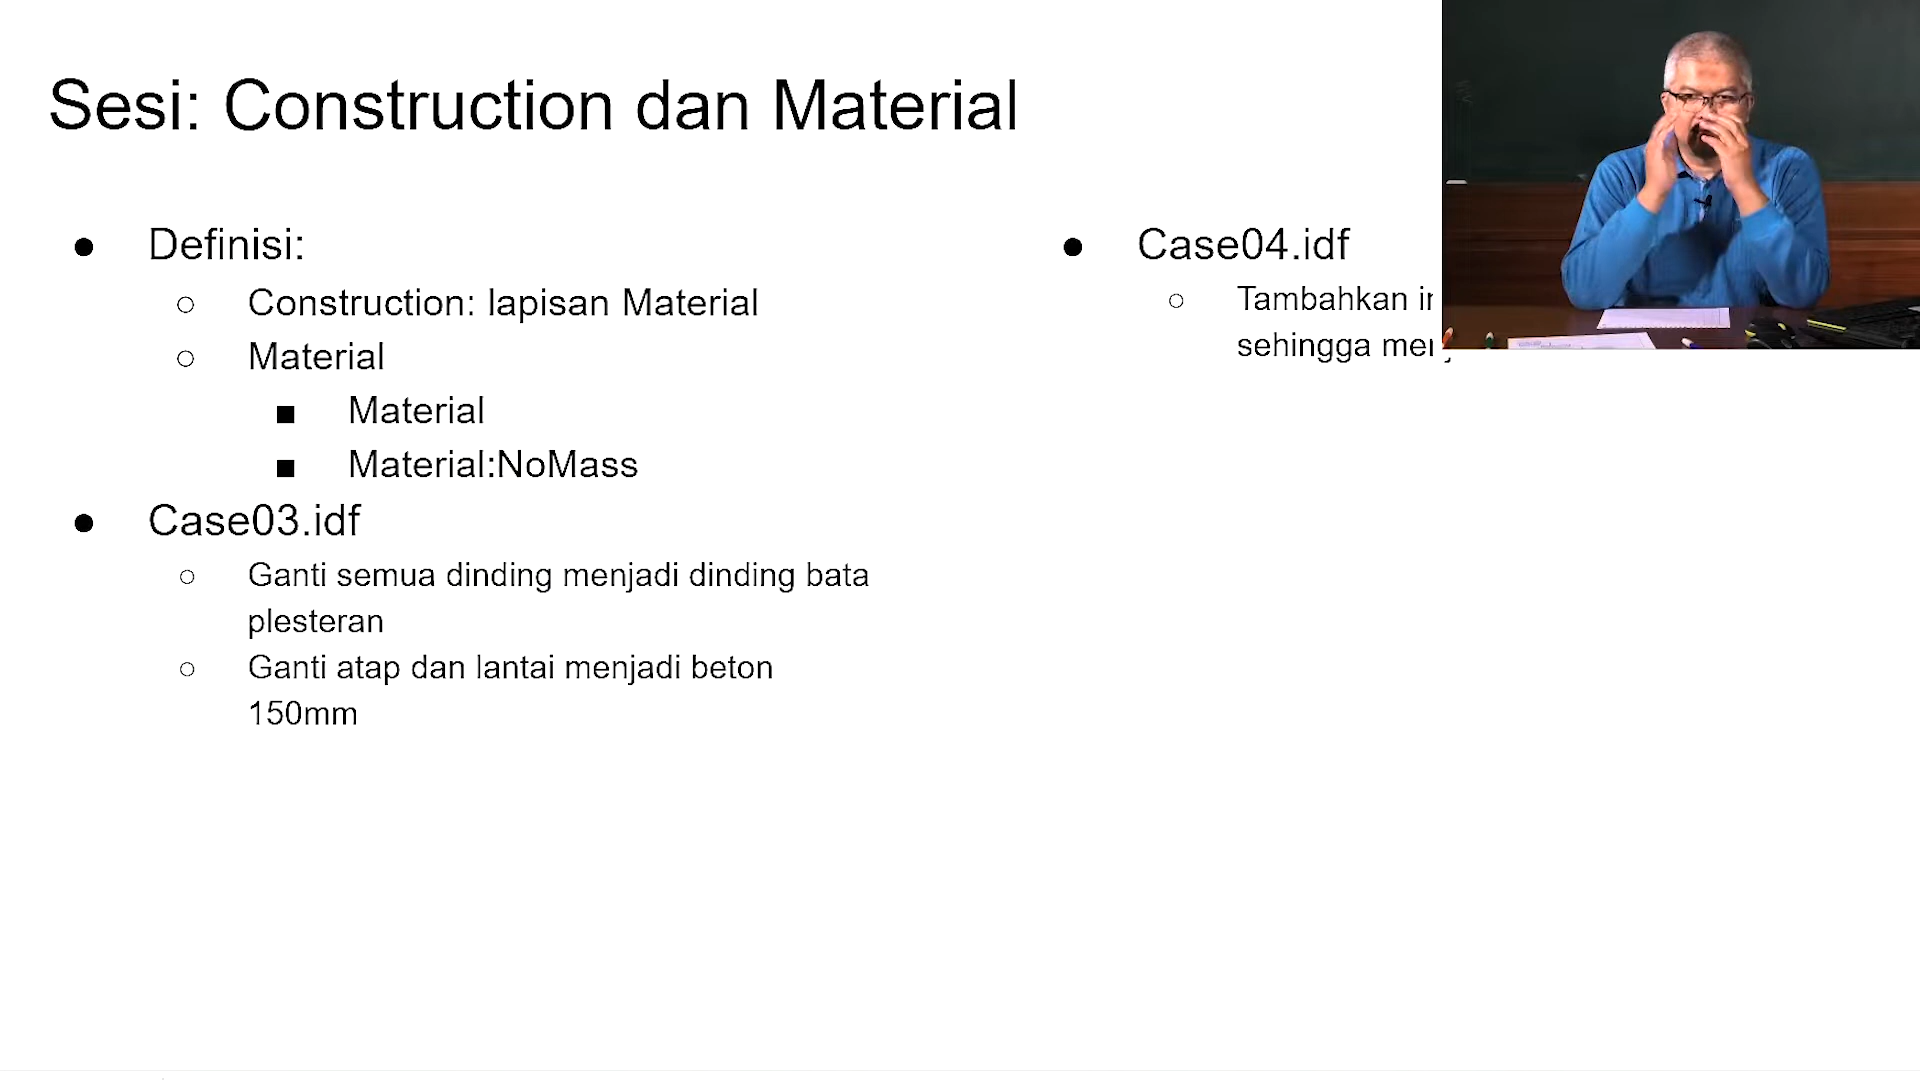 Sesi: Construction dan Material
● Definisi:
○ Construction: lapisan Material
○ Material
■ Material
■ Material:NoMass
● Case03.idf
○ Ganti semua dinding menjadi dinding bata
plesteran
○ Ganti atap dan lantai menjadi beton
150mm
● Case04.idf
○ Tambahkan
sehingga